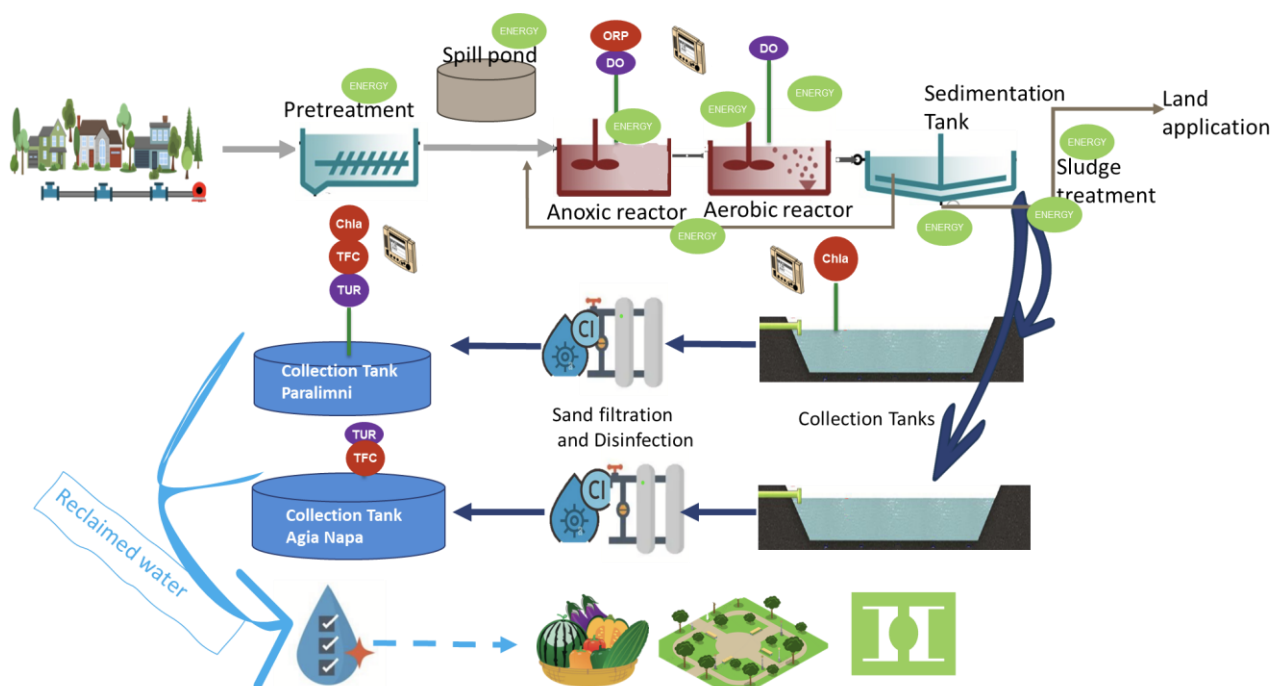 ENERGY
Spill pond
ORP
DO
DO
ENERGY
Pretreatment
ENERGY
ENERGY
ENERGY
Sedimentation
Tank
Land
application
ENERGY
Sludge
treatment
Anoxic reactor
Aerobic reactor
ENERGY
ENERGY
ENERGY
Chla
TFC
TUR
Chla
Cl
Collection Tank
Paralimni
Sand filtration
and Disinfection
Collection Tanks
TUR
TFC
Cl
Collection Tank
Agia Napa
Reclaimed water